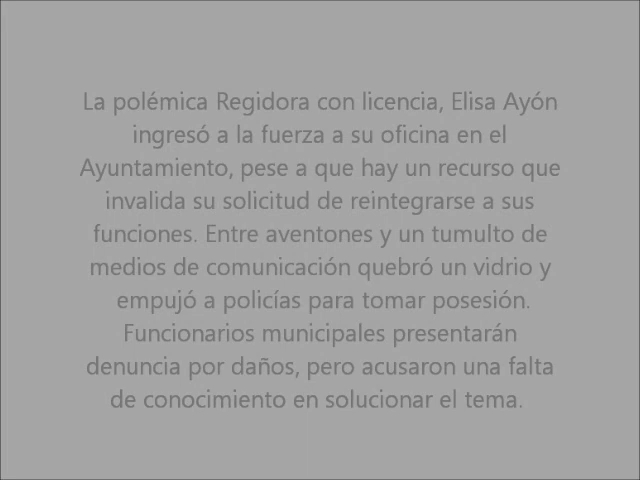 La polémica Regidora con licencia, Elisa Ayón
ingresó a la fuerza a su oficina en el
Ayuntamiento, pese a que hay un recurso que
invalida su solicitud de reintegrarse a sus
funciones. Entre aventones y un tumulto de
medios de comunicación quebró un vidrio y
empujó a policías para tomar posesión.
Funcionarios municipales presentarán
denuncia por daños, pero acusaron una falta
de conocimiento en solucionar el tema.